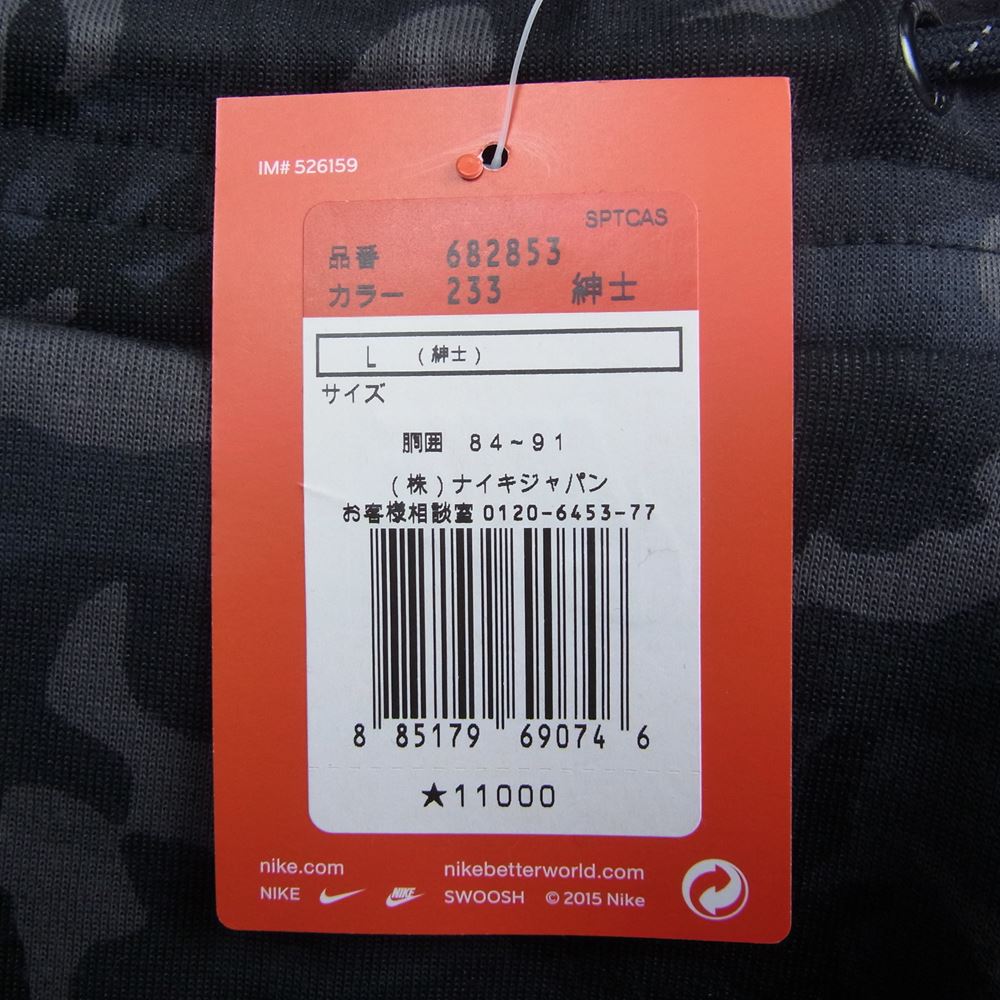 IM# 526159
SPTCAS
品番 682853
カラー 233 紳士
L (紳士)
サイズ
胴囲 84~91
(株)ナイキジャパン
お客様相談室 0120-6453-77
8 85179 69074 6
★11000
nike.com nikebetterworld.com
NIKE NIKE SWOOSH © 2015 Nike